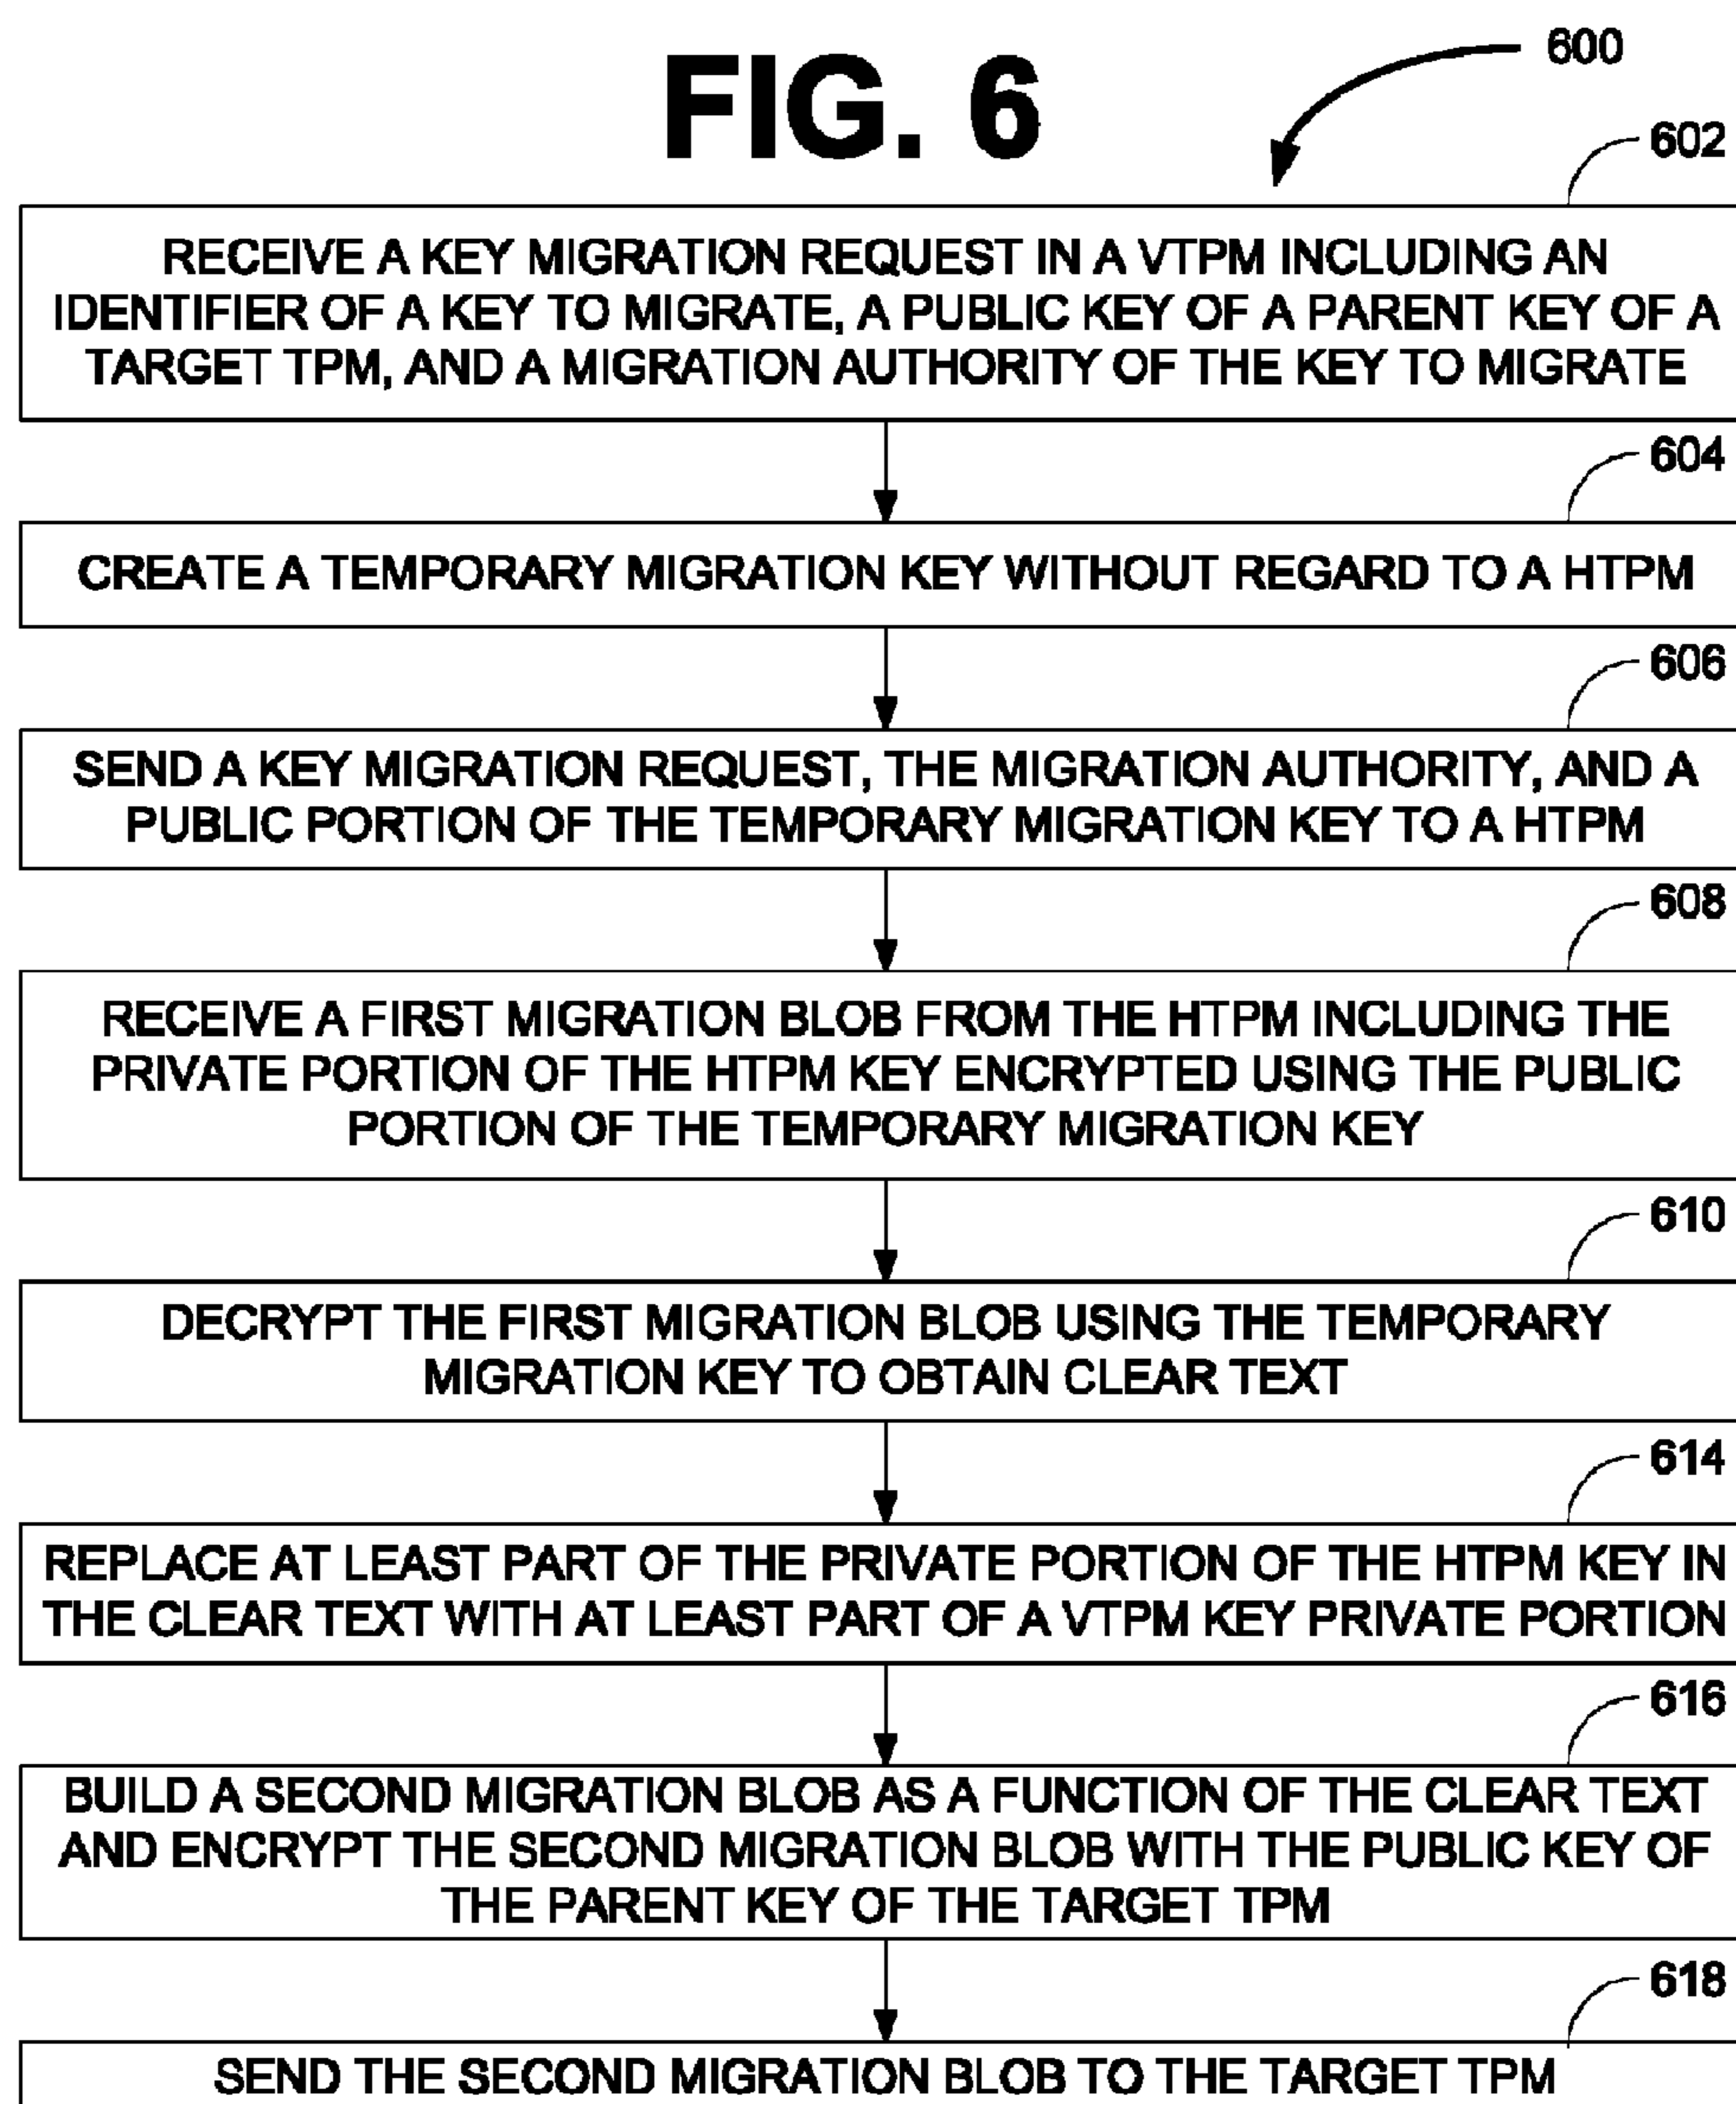 FIG. 6
600
602
RECEIVE A KEY MIGRATION REQUEST IN A VTPM INCLUDING AN
IDENTIFIER OF A KEY TO MIGRATE, A PUBLIC KEY OF A PARENT KEY OF A
TARGET TPM, AND A MIGRATION AUTHORITY OF THE KEY TO MIGRATE
604
CREATE A TEMPORARY MIGRATION KEY WITHOUT REGARD TO A HTPM
606
SEND A KEY MIGRATION REQUEST, THE MIGRATION AUTHORITY, AND A
PUBLIC PORTION OF THE TEMPORARY MIGRATION KEY TO A HTPM
608
RECEIVE A FIRST MIGRATION BLOB FROM THE HTPM INCLUDING THE
PRIVATE PORTION OF THE HTPM KEY ENCRYPTED USING THE PUBLIC
PORTION OF THE TEMPORARY MIGRATION KEY
610
DECRYPT THE FIRST MIGRATION BLOB USING THE TEMPORARY
MIGRATION KEY TO OBTAIN CLEAR TEXT
614
REPLACE AT LEAST PART OF THE PRIVATE PORTION OF THE HTPM KEY IN
THE CLEAR TEXT WITH AT LEAST PART OF A VTPM KEY PRIVATE PORTION
616
BUILD A SECOND MIGRATION BLOB AS A FUNCTION OF THE CLEAR TEXT
AND ENCRYPT THE SECOND MIGRATION BLOB WITH THE PUBLIC KEY OF
THE PARENT KEY OF THE TARGET TPM
618
SEND THE SECOND MIGRATION BLOB TO THE TARGET TPM